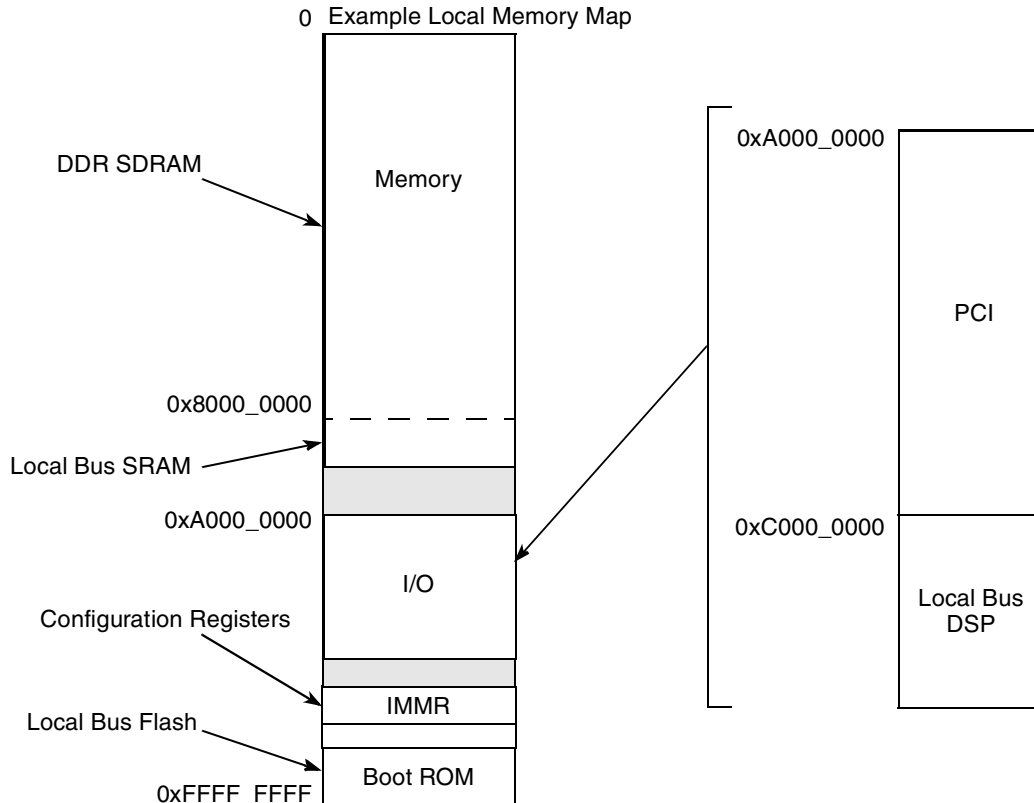 0 Example Local Memory Map
DDR SDRAM
Memory
0x8000_0000
Local Bus SRAM
0xA000_0000
I/O
Configuration Registers
IMMR
Local Bus Flash
Boot ROM
0xFFFF_FFFF
0xA000_0000
PCI
0xC000_0000
Local Bus
DSP